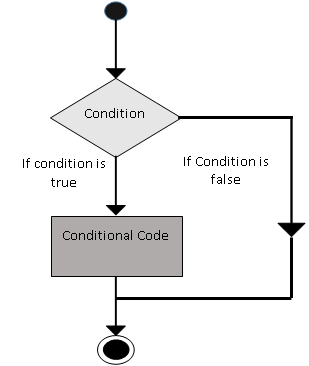 Condition
If condition is
true
If Condition is
false
Conditional Code